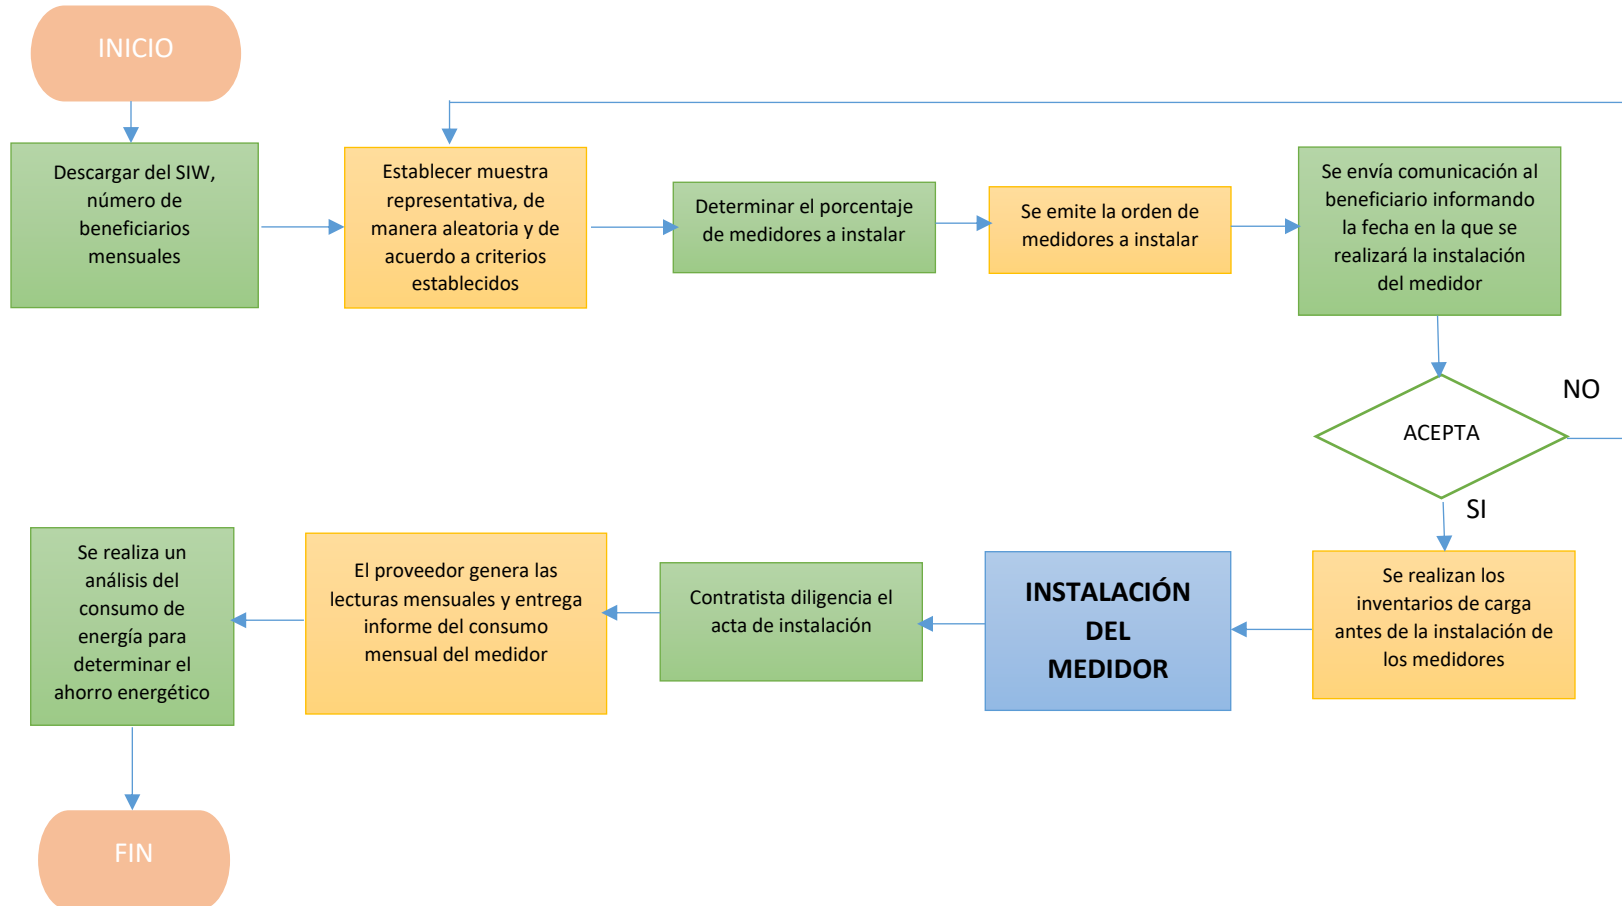 INICIO
Descargar del SIW,
número de
beneficiarios
mensuales
Establecer muestra
representativa, de
manera aleatoria y de
acuerdo a criterios
establecidos
Determinar el porcentaje
de medidores a instalar
Se emite la orden de
medidores a instalar
Se envía comunicación al
beneficiario informando
la fecha en la que se
realizará la instalación
del medidor
ACEPTA
NO
SI
Se realizan los
inventarios de carga
antes de la instalación de
los medidores
INSTALACIÓN
DEL
MEDIDOR
Contratista diligencia el
acta de instalación
El proveedor genera las
lecturas mensuales y entrega
informe del consumo
mensual del medidor
Se realiza un
análisis del
consumo de
energía para
determinar el
ahorro energético
FIN